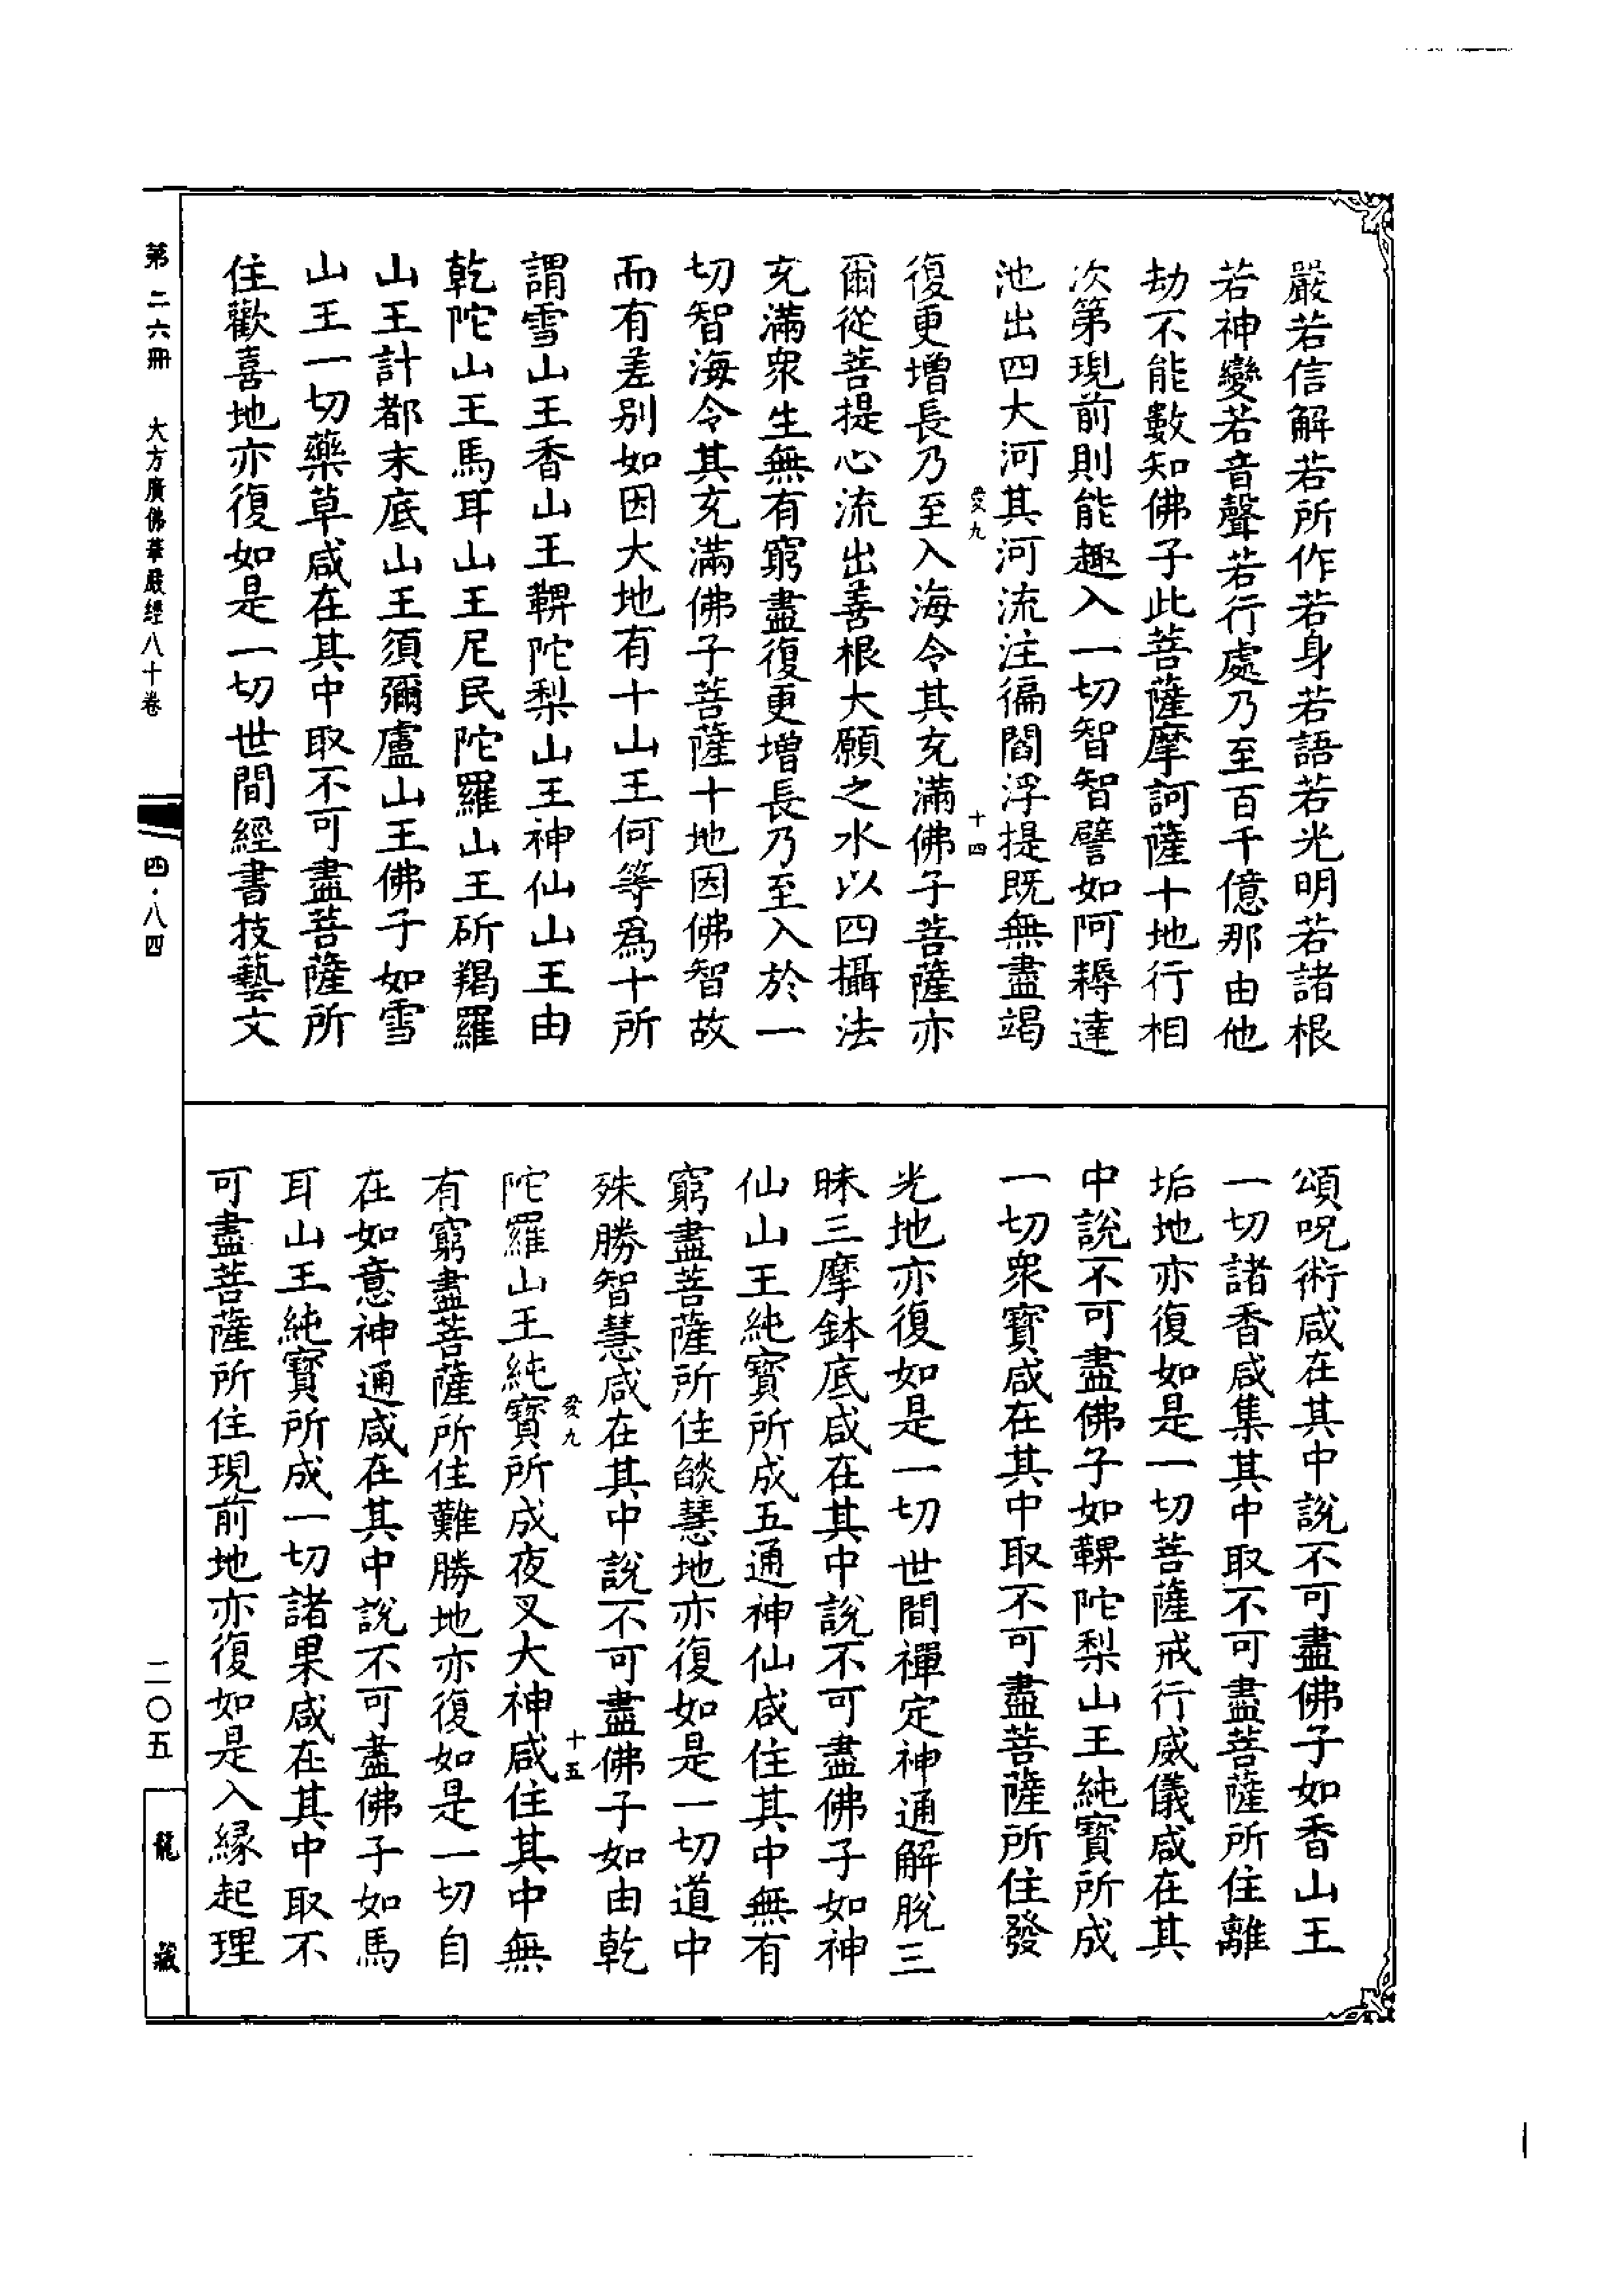 嚴若信解若所作若身若語若光明若諸根
若神變若音聲若行處乃至百千億那由他
劫不能數知佛子此菩薩摩訶薩十地行相
次第現前則能趣入一切智智譬如阿耨達
池出四大河其河流注徧閻浮提既無盡竭
愛九
十四
復更增長乃至入海令其充滿佛子菩薩亦
爾從菩提心流出善根大願之水以四攝法
充滿衆生無有窮盡復更增長乃至入於一
切智海令其充滿佛子菩薩十地因佛智故
而有差別如因大地有十山王何等爲十所
謂雪山王香山王鞞陀梨山王神仙山王由
乾陀山王馬耳山王尼民陀羅山王斫羯羅
山王計都末底山王須彌盧山王佛子如雪
山王一切藥草咸在其中取不可盡菩薩所
住歡喜地亦復如是一切世間經書技藝文
頌呪術咸在其中說不可盡佛子如香山王
一切諸香咸集其中取不可盡菩薩所住離
垢地亦復如是一切菩薩戒行威儀咸在其
中說不可盡佛子如鞞陀梨山王純寶所成
一切衆寶咸在其中取不可盡菩薩所住發
光地亦復如是一切世間禪定神通解脫三
昧三摩鉢底咸在其中說不可盡佛子如神
仙山王純寶所成五通神仙咸住其中無有
窮盡菩薩所住燄慧地亦復如是一切道中
殊勝智慧咸在其中說不可盡佛子如由乾
愛九
十五
陀羅山王純寶所成夜叉大神咸住其中無
有窮盡菩薩所住難勝地亦復如是一切自
在如意神通咸在其中說不可盡佛子如馬
耳山王純寶所成一切諸果咸在其中取不
可盡菩薩所住現前地亦復如是入緣起理
第二六冊 大方廣佛華嚴經八十卷 四·八四
二〇五
龍藏